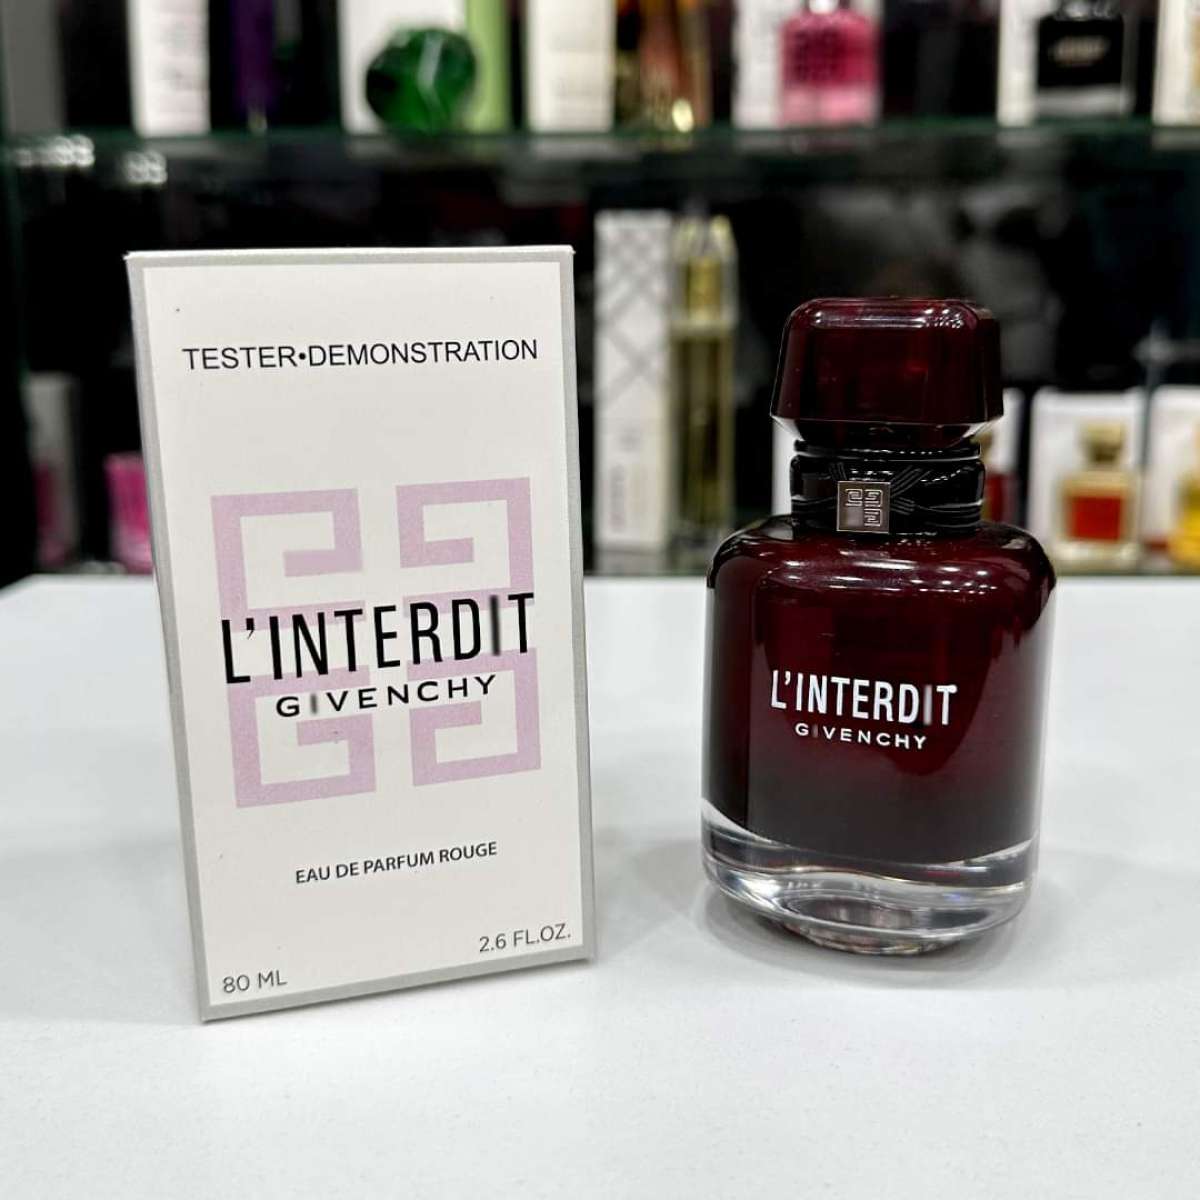 TESTER•DEMONSTRATION
L'INTERDIT
GIVENCHY
EAU DE PARFUM ROUGE
80 ML
2.6 FL.OZ.
L'INTERDIT
GIVENCHY